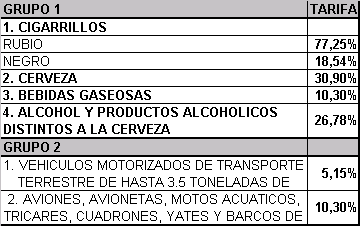 GRUPO 1 TARIFA
1. CIGARRILLOS
RUBIO 77,25%
NEGRO 18,54%
2. CERVEZA 30,90%
3. BEBIDAS GASEOSAS 10,30%
4. ALCOHOL Y PRODUCTOS ALCOHOLICOS
DISTINTOS A LA CERVEZA 26,78%
GRUPO 2
1. VEHICULOS MOTORIZADOS DE TRANSPORTE
TERRESTRE DE HASTA 3.5 TONELADAS DE 5,15%
2. AVIONES, AVIONETAS, MOTOS ACUATICOS,
TRICARES, CUADRONES, YATES Y BARCOS DE 10,30%